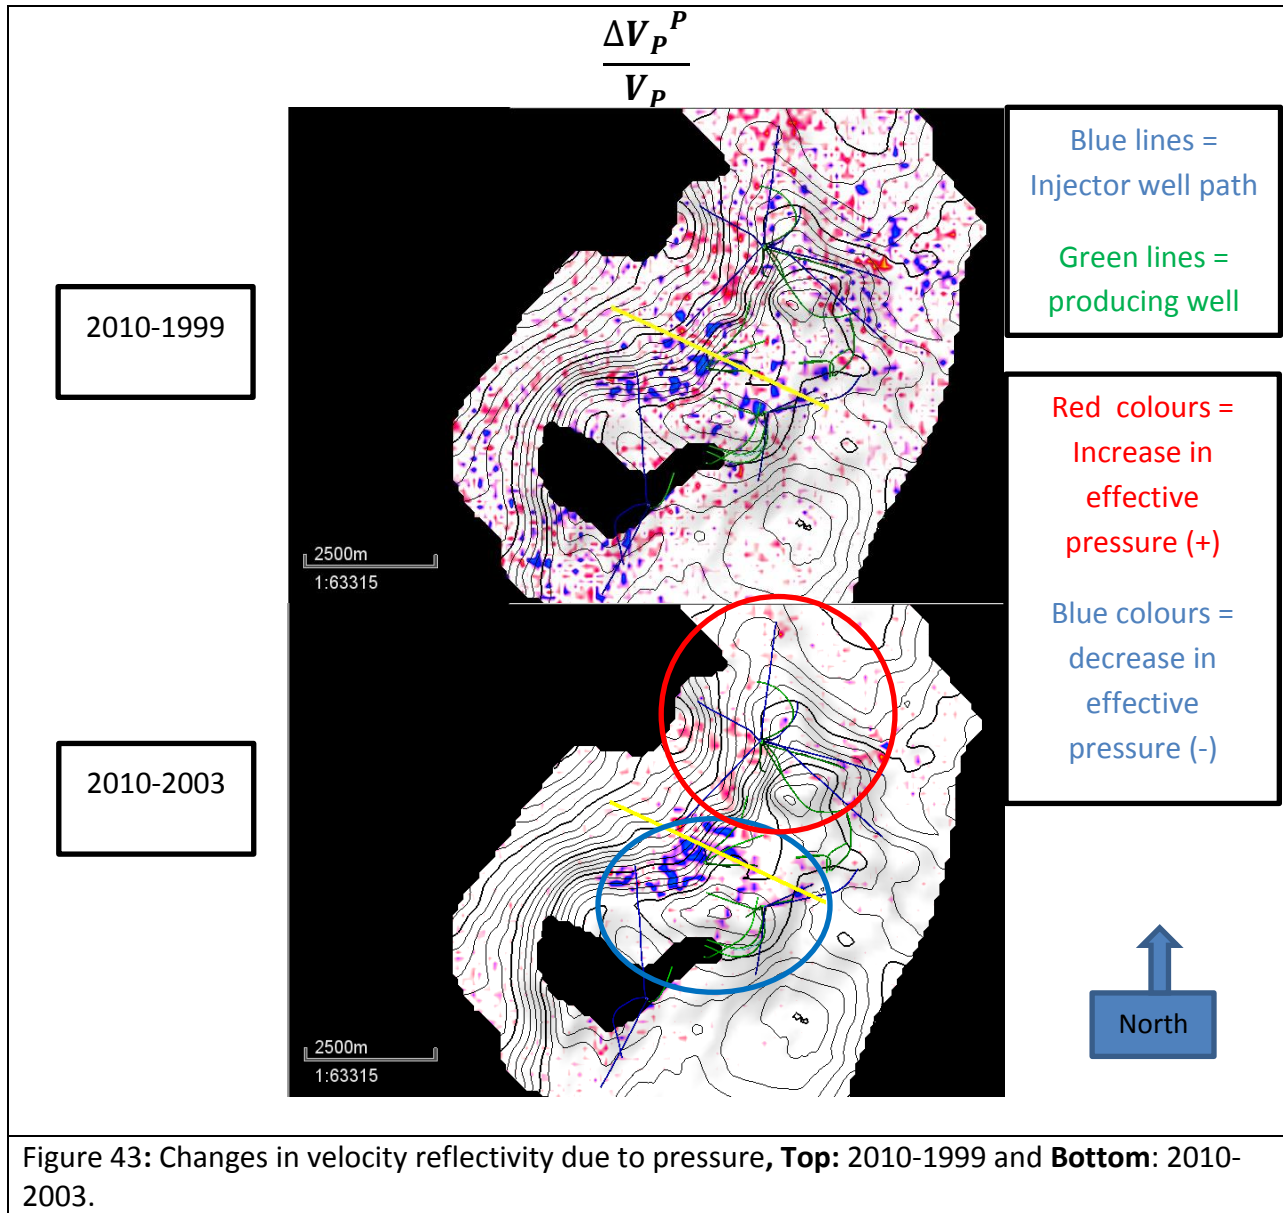 ΔV_P^P
V_P
2010-1999
2500m
1:63315
Blue lines =
Injector well path
Green lines =
producing well
Red colours =
Increase in
effective
pressure (+)
Blue colours =
decrease in
effective
pressure (-)
2010-2003
2500m
1:63315
North
Figure 43: Changes in velocity reflectivity due to pressure, Top: 2010-1999 and Bottom: 2010-
2003.